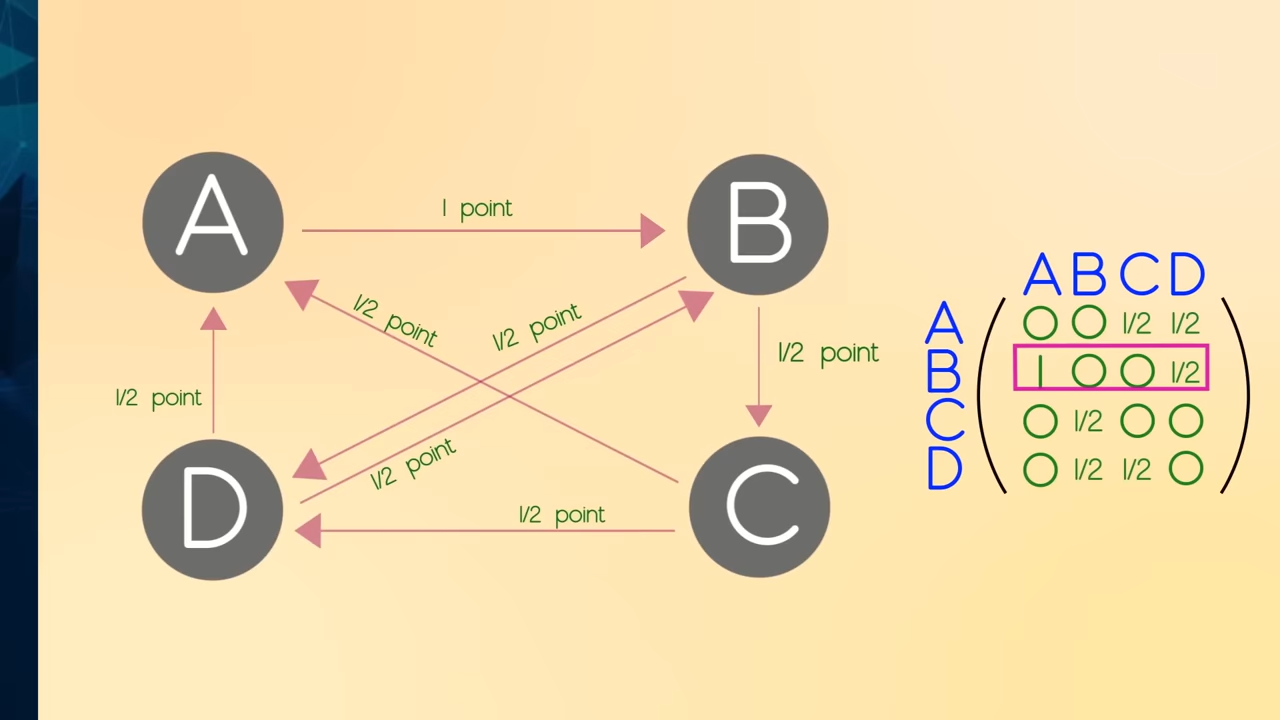 A
1 point
B
1/2 point
1/2 point
1/2 point
1/2 point
1/2 point
D
1/2 point
C
A B C D
A 0 0 1/2 1/2
B 1 0 0 1/2
C 0 1/2 0 0
D 0 1/2 1/2 0